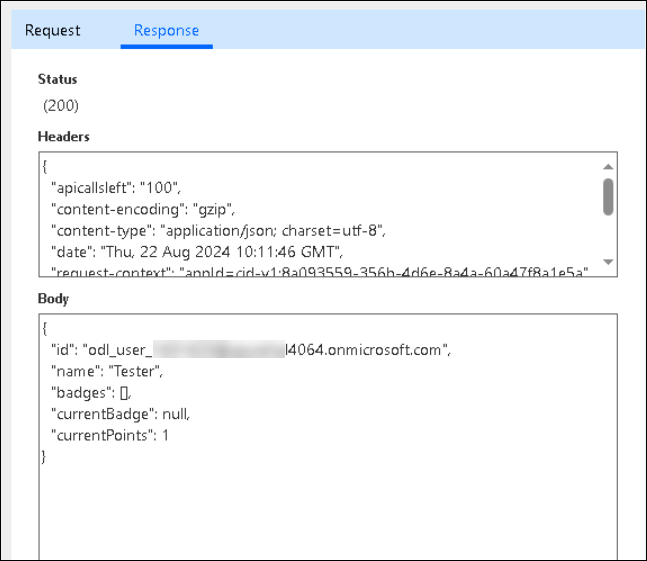 Request Response
Status
(200)
Headers
{
"apicallsleft": "100",
"content-encoding": "gzip",
"content-type": "application/json; charset=utf-8",
"date": "Thu, 22 Aug 2024 10:11:46 GMT",
"request-context": "appId=cid-v1:8a093559-356b-4d6e-8a4a-60a47f8a1e5a"
Body
{
"id": "odl_user_ l4064.onmicrosoft.com",
"name": "Tester",
"badges": [],
"currentBadge": null,
"currentPoints": 1
}